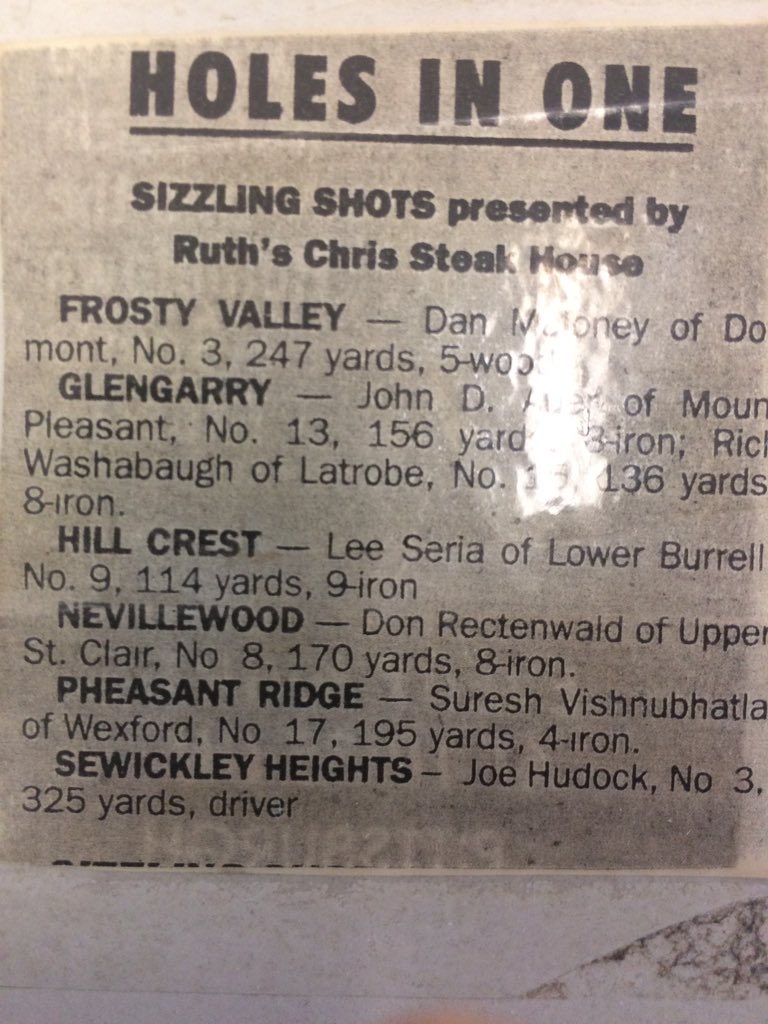 HOLES IN ONE
SIZZLING SHOTS presented by
Ruth's Chris Steak House
FROSTY VALLEY — Dan of Do
mont, No. 3, 247 yards,
GLENGARRY — John D. of Moun
Pleasant, No. 13, 156 Ric
Washabaugh of Latrobe, No. 136 yards
8-iron.
HILL CREST — Lee Seria of Lower Burrell
No. 9, 114 yards, 9-iron
NEVILLEWOOD — Don Rectenwald of Upper
St. Clair, No 8, 170 yards, 8-iron.
PHEASANT RIDGE — Suresh Vishnubhatla
of Wexford, No 17, 195 yards, 4-iron.
SEWICKLEY HEIGHTS – Joe Hudock, No 3,
325 yards, driver